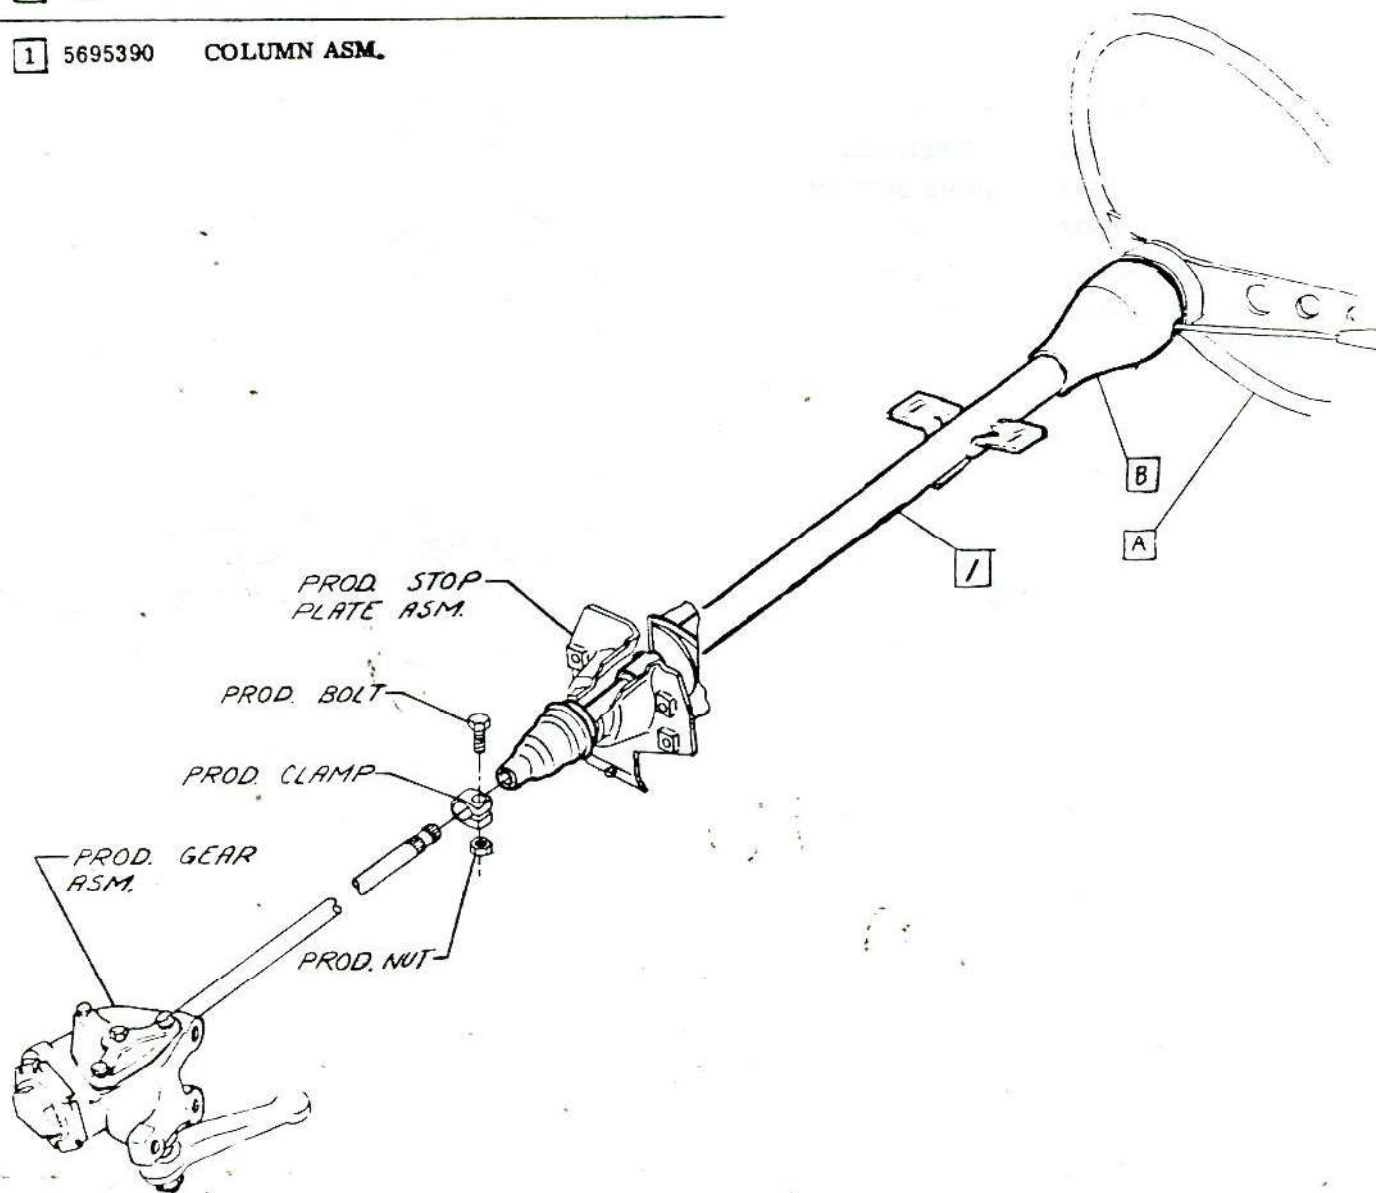 1 5695390 COLUMN ASM.
B
A
1
PROD. STOP
PLATE ASM.
PROD. BOLT
PROD. CLAMP
PROD. GEAR
ASM.
PROD. NUT